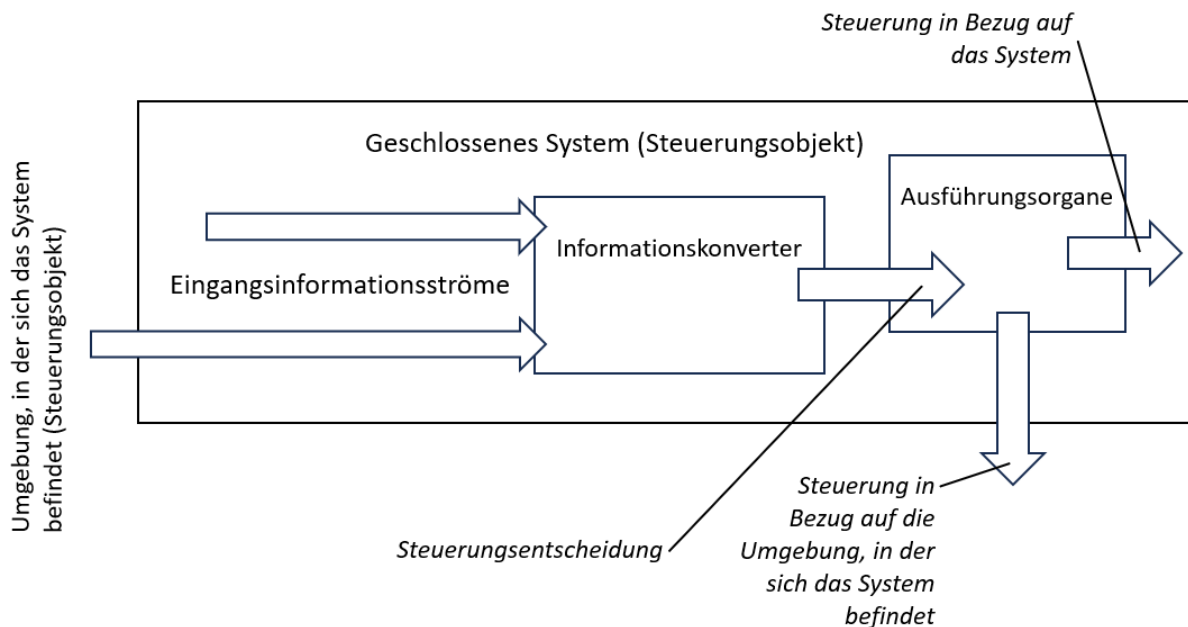 Steuerung in Bezug auf
das System
Geschlossenes System (Steuerungsobjekt)
Ausführungsorgane
Informationskonverter
Eingangsinformationsströme
Umgebung, in der sich das System
befindet (Steuerungsobjekt)
Steuerungsentscheidung
Steuerung in
Bezug auf die
Umgebung, in der
sich das System
befindet